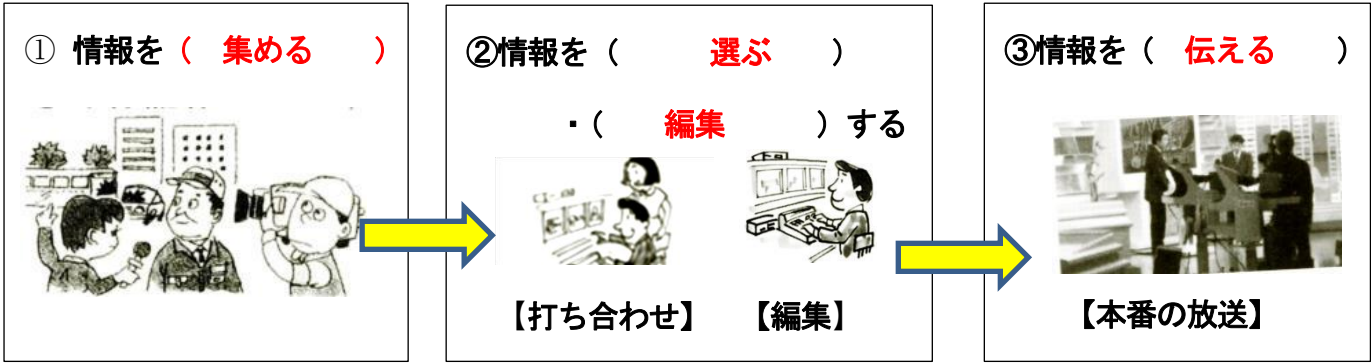 ① 情報を（　集める　　）
②情報を（　　　選ぶ　　）
・（　　編集　　　）する
【打ち合わせ】　【編集】
③情報を（　伝える　　）
【本番の放送】